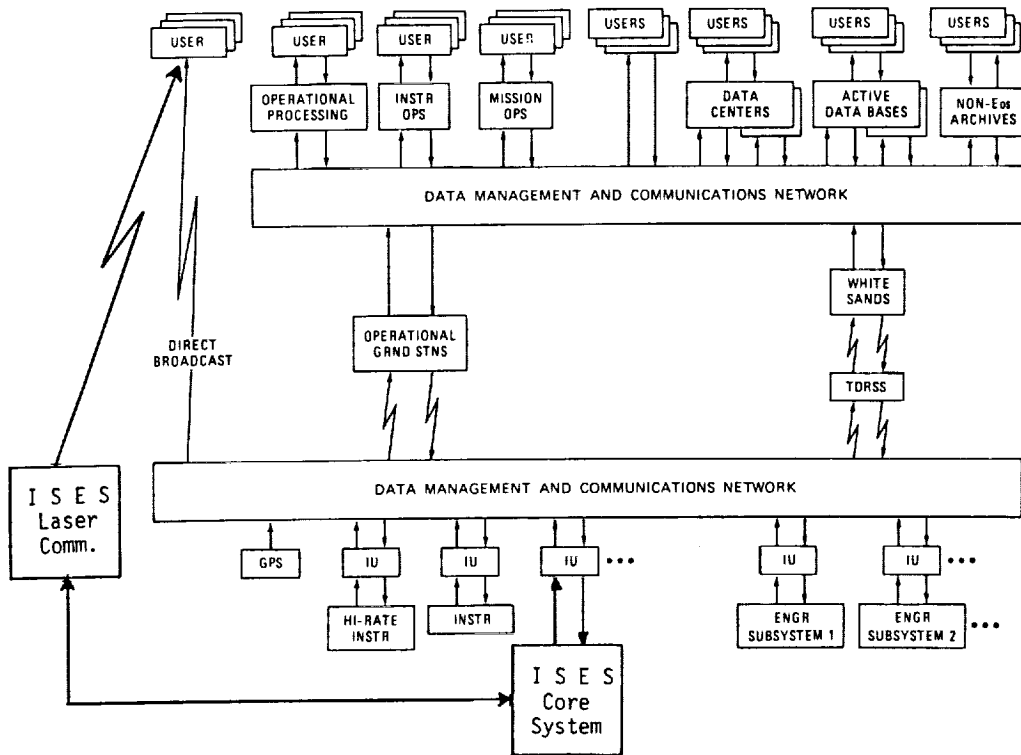 USER
USER
USER
USER
USERS
USERS
USERS
USERS
OPERATIONAL
PROCESSING
INSTR
OPS
MISSION
OPS
DATA
CENTERS
ACTIVE
DATA BASES
NON-Eos
ARCHIVES
DATA MANAGEMENT AND COMMUNICATIONS NETWORK
WHITE
SANDS
DIRECT
BROADCAST
OPERATIONAL
GRND STNS
TDRSS
I S E S
Laser
Comm.
DATA MANAGEMENT AND COMMUNICATIONS NETWORK
GPS
IU
IU
IU
•••
IU
IU
•••
HI-RATE
INSTR
INSTR
ENGR
SUBSYSTEM 1
ENGR
SUBSYSTEM 2
•••
I S E S
Core
System